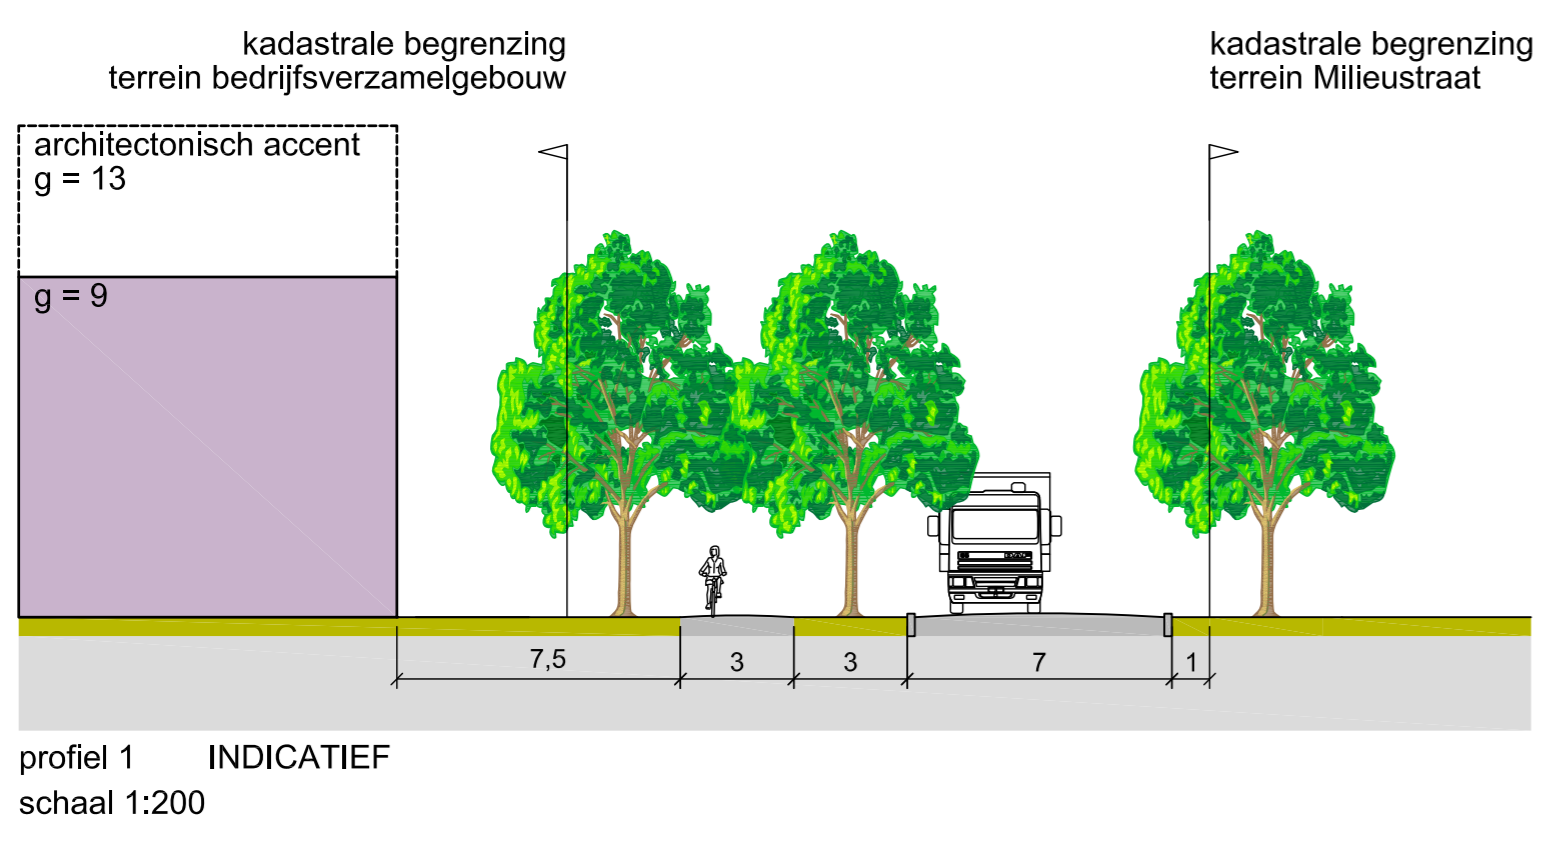 kadastrale begrenzing
terrein bedrijfsverzamelgebouw
kadastrale begrenzing
terrein Milieustraat
architectonisch accent
g = 13
g = 9
7,5
3
3
7
1
profiel 1 INDICATIEF
schaal 1:200